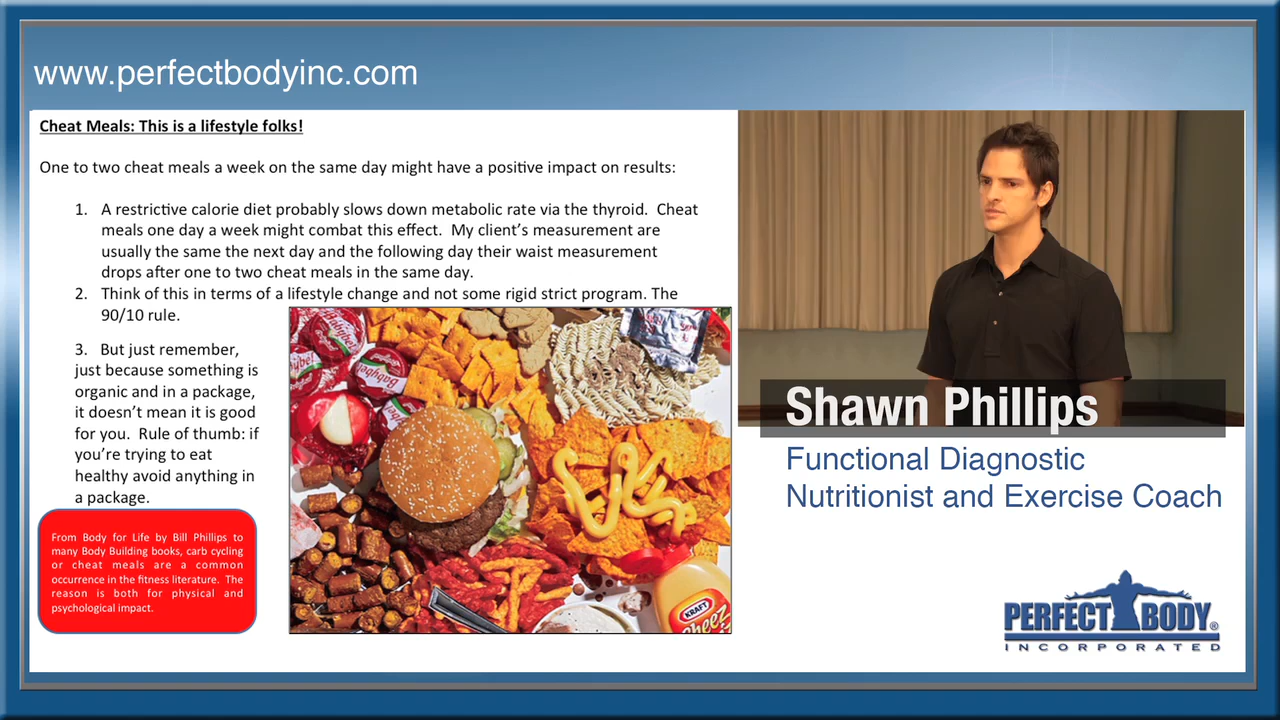 www.perfectbodyinc.com
Cheat Meals: This is a lifestyle folks!
One to two cheat meals a week on the same day might have a positive impact on results:
1. A restrictive calorie diet probably slows down metabolic rate via the thyroid. Cheat
meals one day a week might combat this effect. My client's measurement are
usually the same the next day and the following day their waist measurement
drops after one to two cheat meals in the same day.
2. Think of this in terms of a lifestyle change and not some rigid strict program. The
90/10 rule.
3. But just remember,
just because something is
organic and in a package,
it doesn't mean it is good
for you. Rule of thumb: if
you're trying to eat
healthy avoid anything in
a package.
From Body for Life by Bill Phillips to
many Body Building books, carb cycling
or cheat meals are a common
occurrence in the fitness literature. The
reason is both for physical and
psychological impact.
Babybel
KRAFT
Cheez
Shawn Phillips
Functional Diagnostic
Nutritionist and Exercise Coach
PERFECT BODY®
INCORPORATED